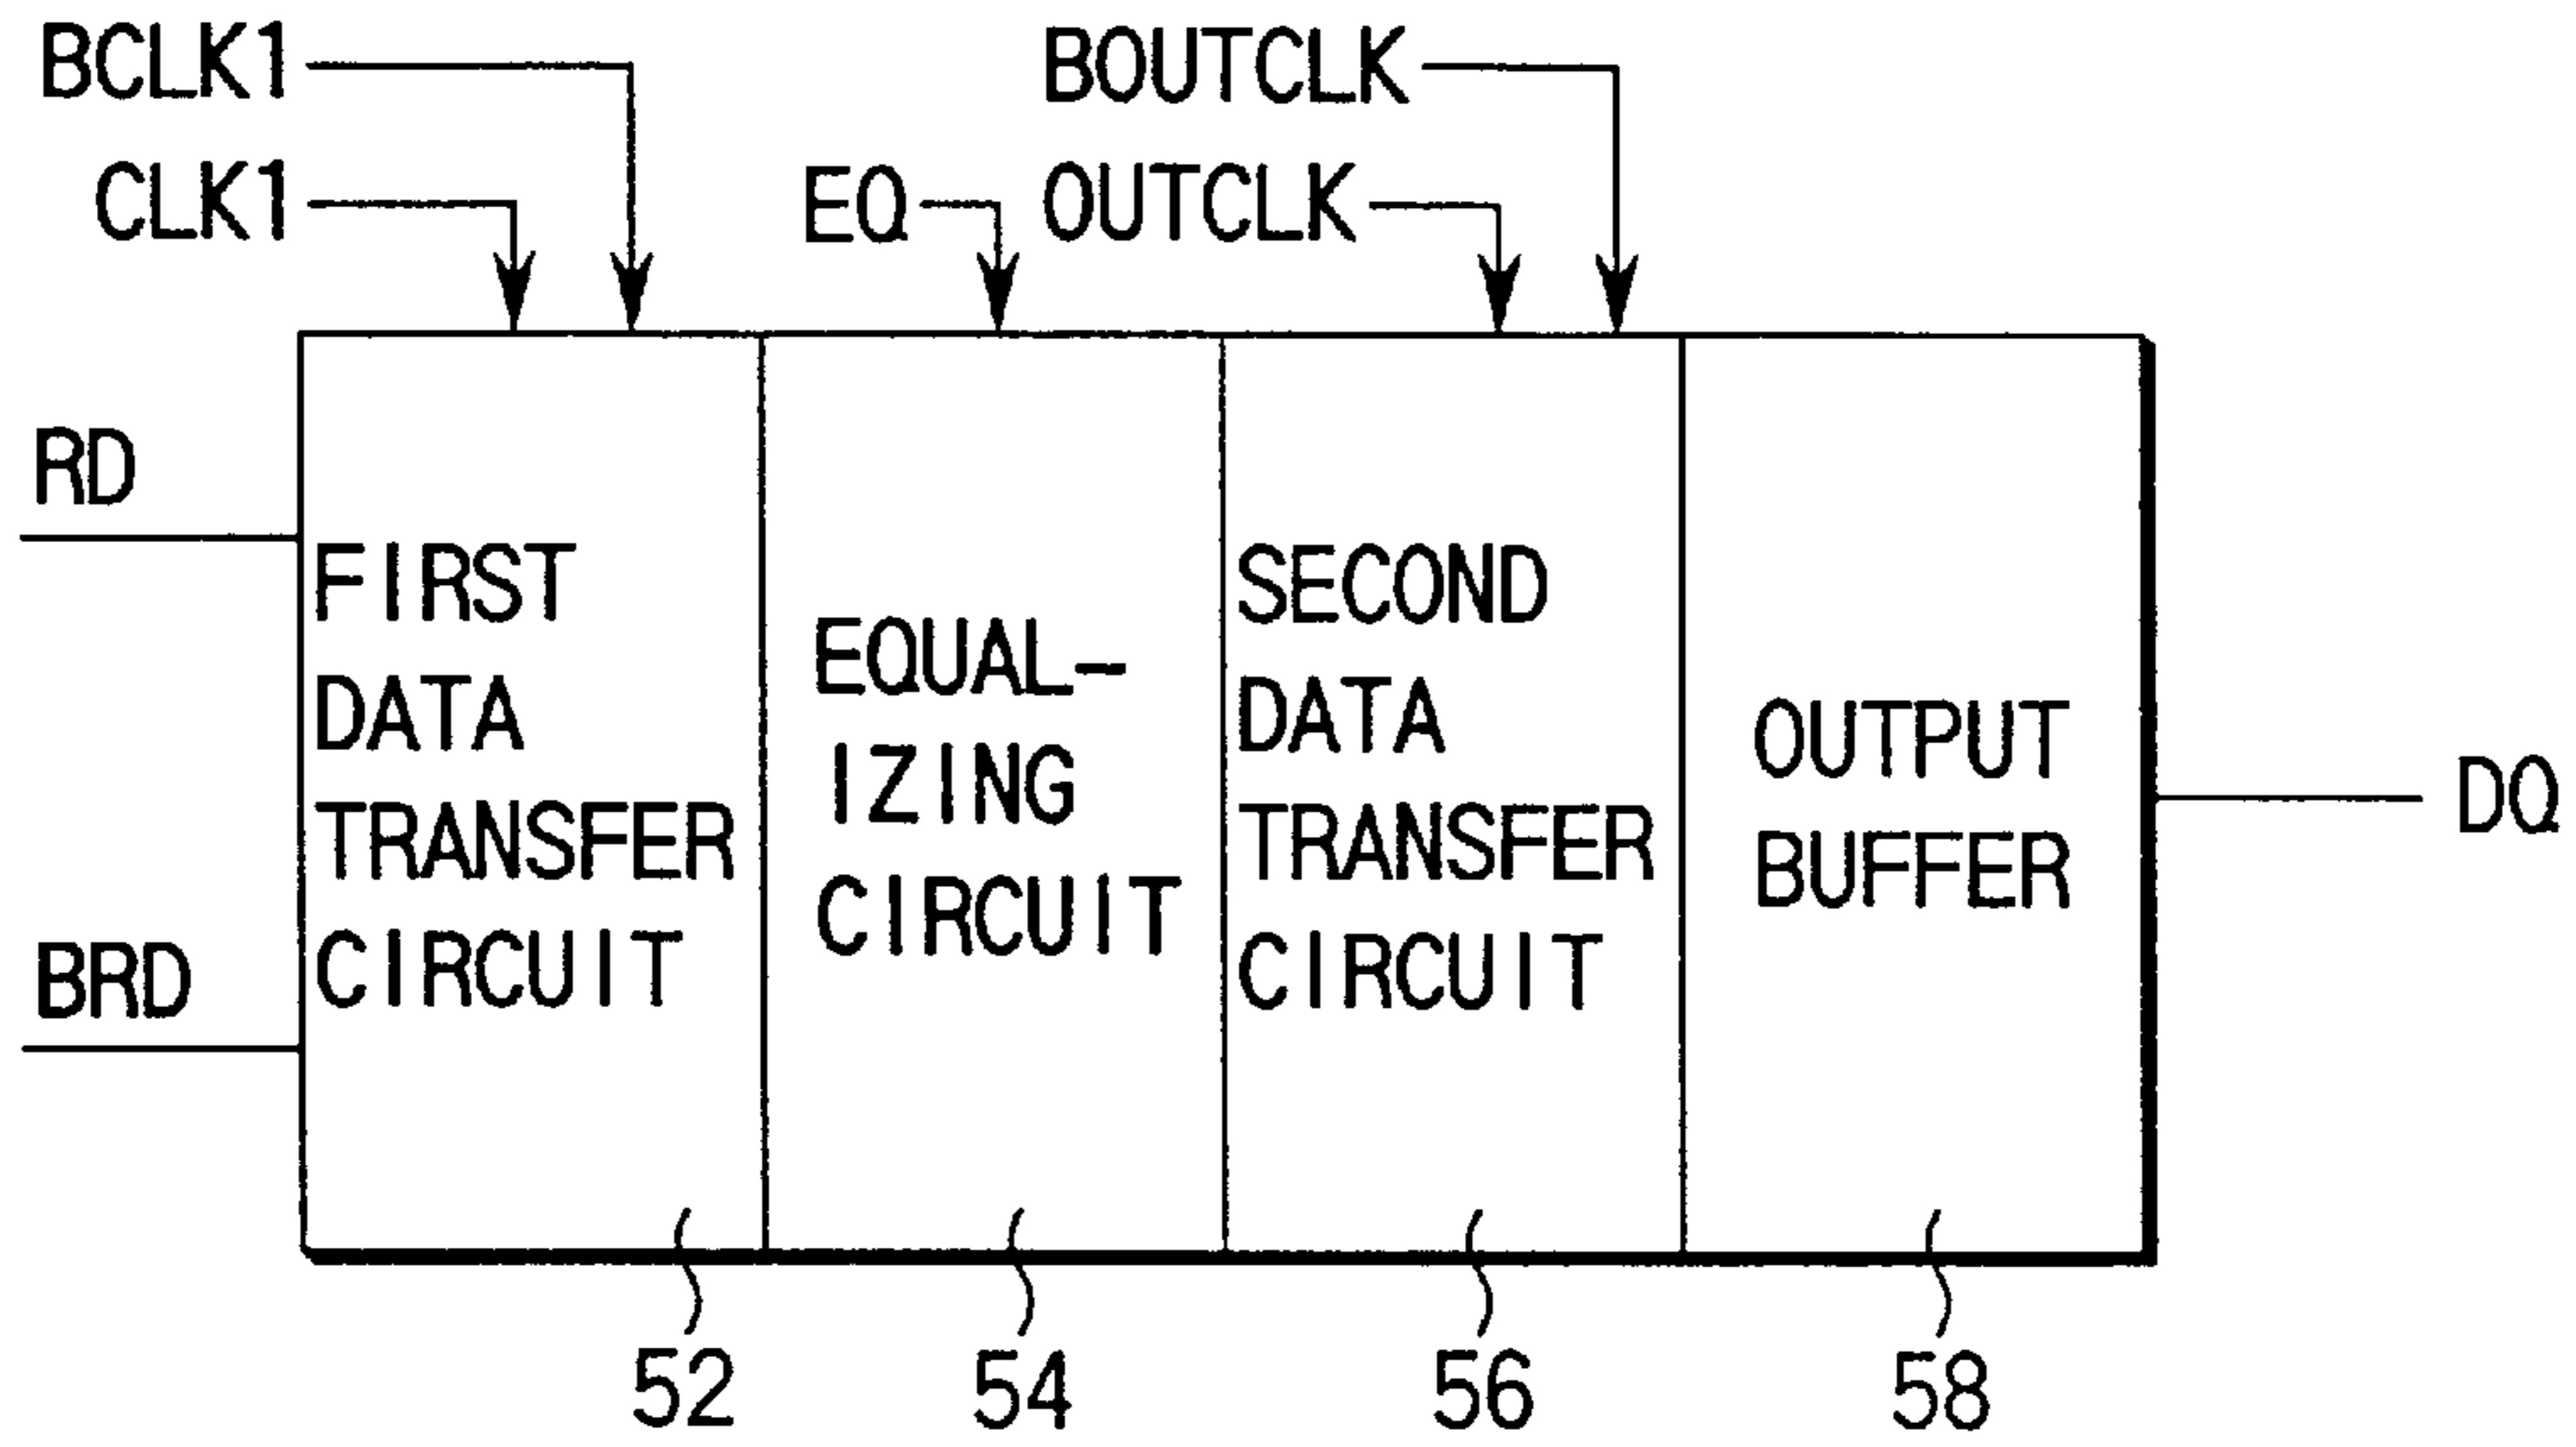 BCLK1
CLK1
EQ
BOUTCLK
OUTCLK
RD
BRD
FIRST
DATA
TRANSFER
CIRCUIT
EQUAL-
IZING
CIRCUIT
SECOND
DATA
TRANSFER
CIRCUIT
OUTPUT
BUFFER
DQ
52
54
56
58